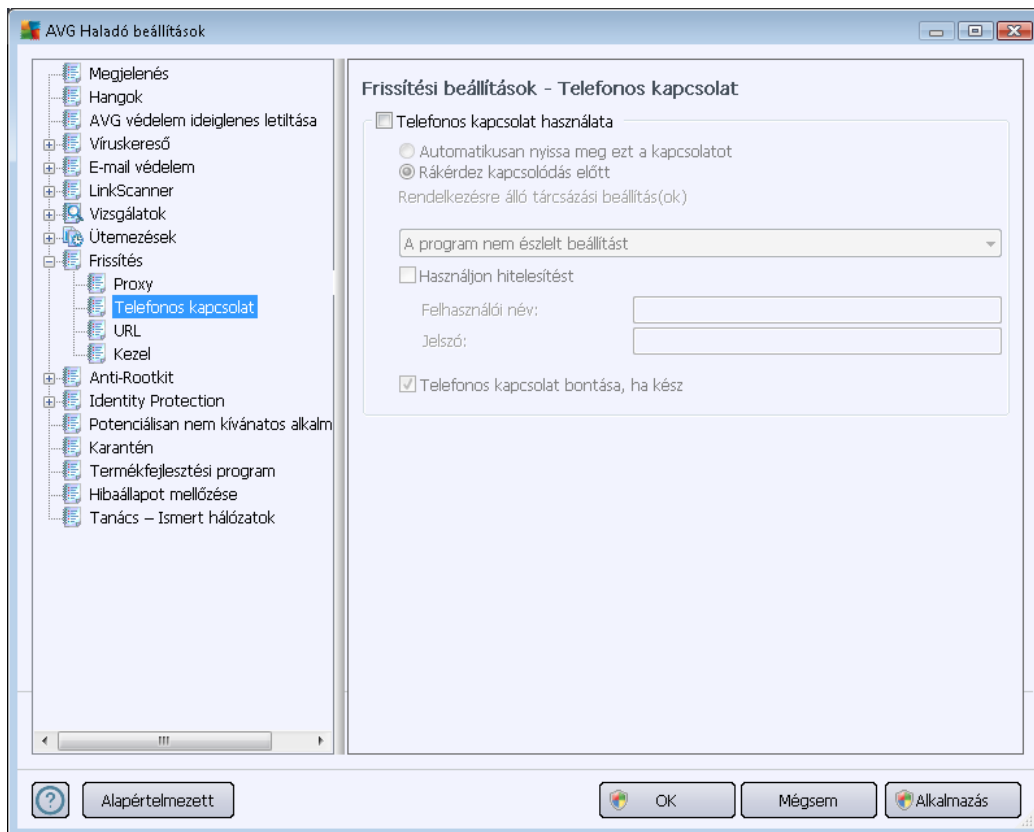 AVG Haladó beállítások
Megjelenés
Hangok
AVG védelem ideiglenes letiltása
Víruskereső
E-mail védelem
LinkScanner
Vizsgálatok
Ütemezések
Frissítés
Proxy
Telefonos kapcsolat
URL
Kezel
Anti-Rootkit
Identity Protection
Potenciálisan nem kívánatos alkalm
Karantén
Termékfejlesztési program
Hibaállapot mellőzése
Tanács – Ismert hálózatok
Frissítési beállítások - Telefonos kapcsolat
Telefonos kapcsolat használata
Automatikusan nyissa meg ezt a kapcsolatot
Rákérdez kapcsolódás előtt
Rendelkezésre álló tárcsázási beállítás(ok)
A program nem észlelt beállítást
Használjon hitelesítést
Felhasználói név:
Jelszó:
Telefonos kapcsolat bontása, ha kész
Alapértelmezett
OK
Mégsem
Alkalmazás